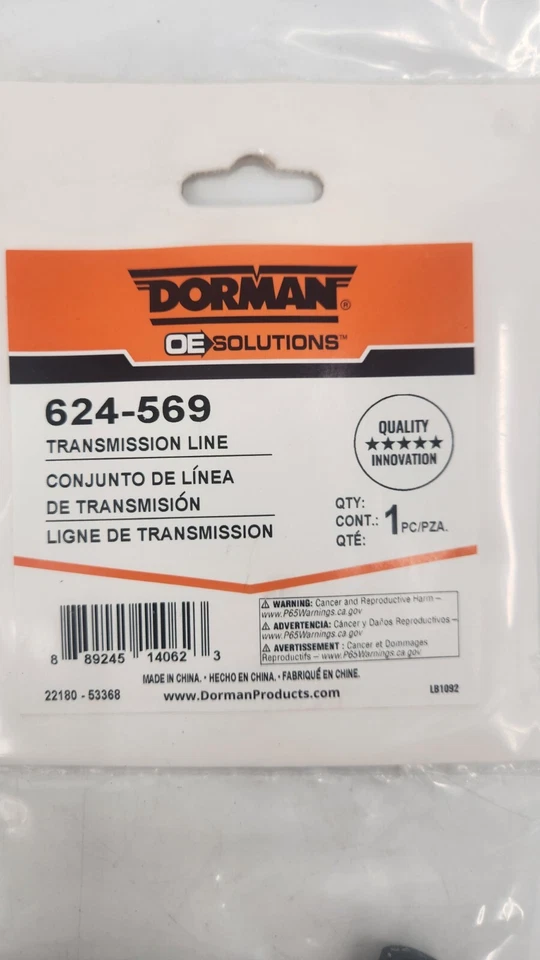 DORMAN®
OE SOLUTIONS™
624-569
TRANSMISSION LINE
CONJUNTO DE LÍNEA
DE TRANSMISIÓN
LIGNE DE TRANSMISSION
QUALITY
★★★★★
INNOVATION
QTY:
CONT.: 1 PC/PZA.
QTÉ:
⚠ WARNING: Cancer and Reproductive Harm –
www.P65Warnings.ca.gov
⚠ ADVERTENCIA: Cáncer y Daños Reproductivos –
www.P65Warnings.ca.gov
⚠ AVERTISSEMENT : Cancer et Dommages
Reproductifs – www.P65Warnings.ca.gov
8 89245 14062 3
MADE IN CHINA. • HECHO EN CHINA. • FABRIQUÉ EN CHINE.
22180 - 53368 www.DormanProducts.com LB1092